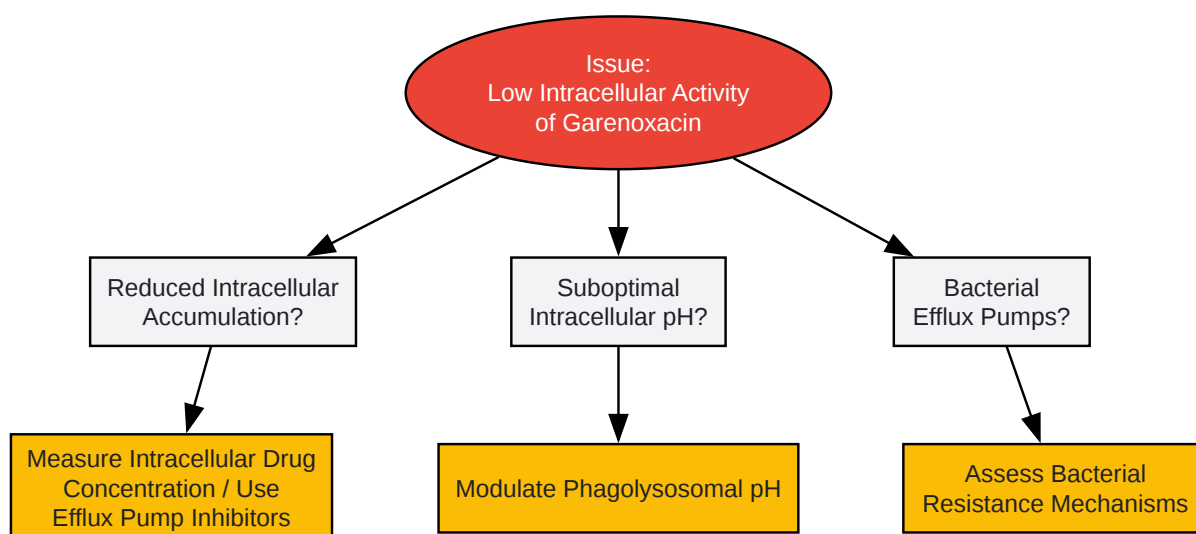 Issue:
Low Intracellular Activity
of Garenoxacin
Reduced Intracellular
Accumulation?
Suboptimal
Intracellular pH?
Bacterial
Efflux Pumps?
Measure Intracellular Drug
Concentration / Use
Efflux Pump Inhibitors
Modulate Phagolysosomal pH
Assess Bacterial
Resistance Mechanisms